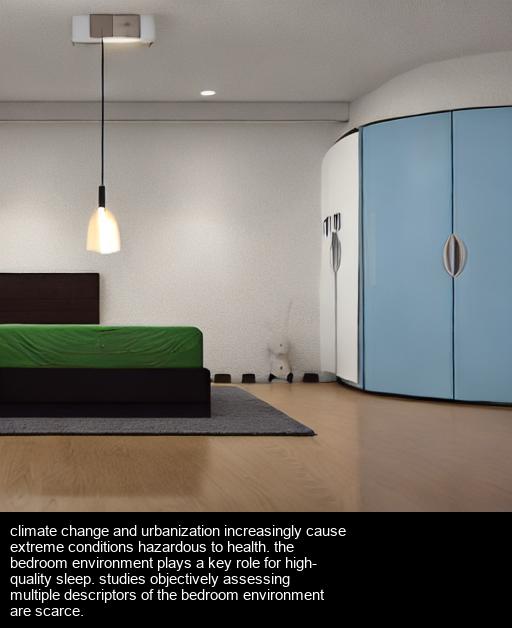 climate change and urbanization increasingly cause
extreme conditions hazardous to health. the
bedroom environment plays a key role for high-
quality sleep. studies objectively assessing
multiple descriptors of the bedroom environment
are scarce.